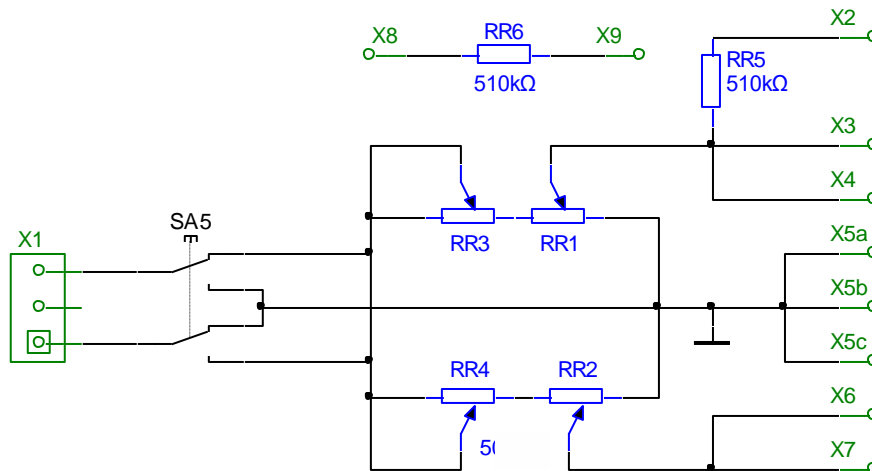 X8
RR6
X9
510kΩ
X2
RR5
510kΩ
X3
X4
SA5
X1
RR3
RR1
X5a
X5b
X5c
RR4
RR2
X6
X7